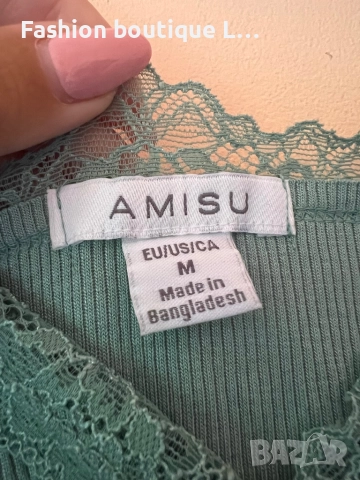 Fashion boutique L...
AMISU
EU/US/CA
M
Made in
Bangladesh
BAZAR